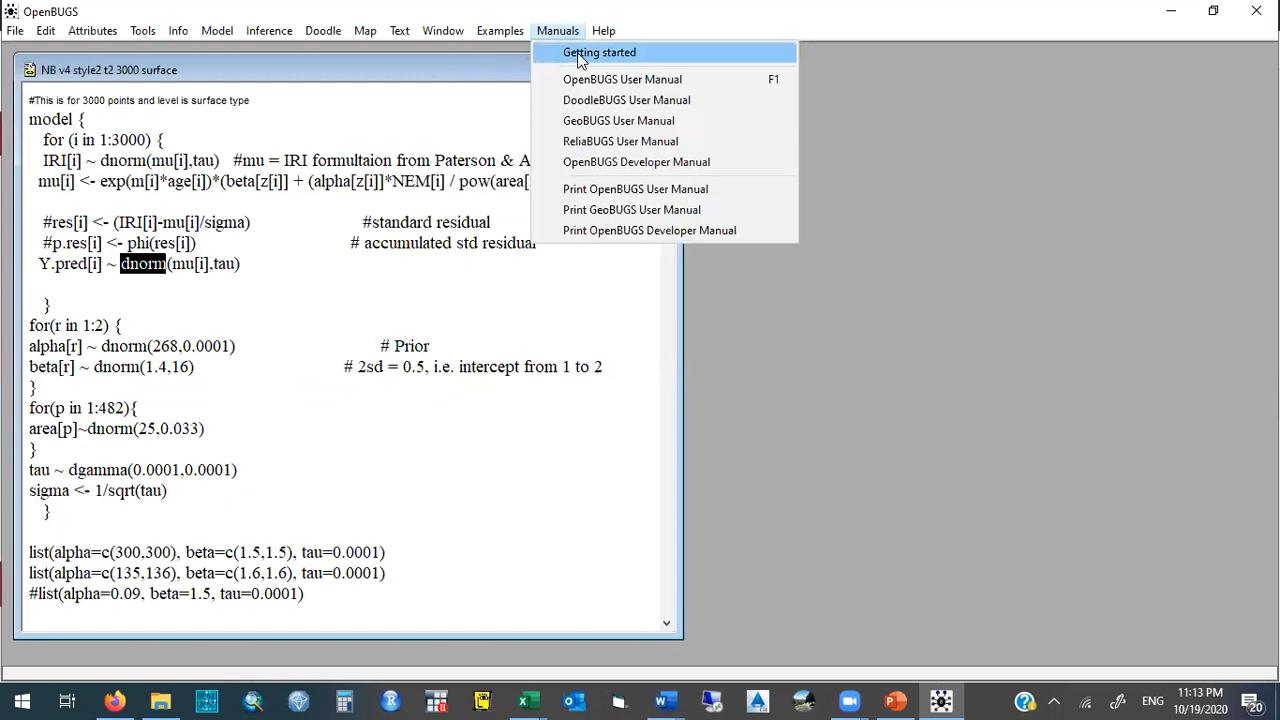 OpenBUGS
File Edit Attributes Tools Info Model Inference Doodle Map Text Window Examples Manuals Help
Getting started
OpenBUGS User Manual F1
DoodleBUGS User Manual
GeoBUGS User Manual
ReliaBUGS User Manual
OpenBUGS Developer Manual
Print OpenBUGS User Manual
Print GeoBUGS User Manual
Print OpenBUGS Developer Manual
NB v4 style2 t2 3000 surface
#This is for 3000 points and level is surface type
model {
for (i in 1:3000) {
IRI[i] ~ dnorm(mu[i],tau) #mu = IRI formultaion from Paterson & A
mu[i] <- exp(m[i]*age[i])*(beta[z[i]] + (alpha[z[i]]*NEM[i] / pow(area[
#res[i] <- (IRI[i]-mu[i]/sigma) #standard residual
#p.res[i] <- phi(res[i]) # accumulated std residual
Y.pred[i] ~ dnorm(mu[i],tau)
}
for(r in 1:2) {
alpha[r] ~ dnorm(268,0.0001) # Prior
beta[r] ~ dnorm(1.4,16) # 2sd = 0.5, i.e. intercept from 1 to 2
}
for(p in 1:482){
area[p]~dnorm(25,0.033)
}
tau ~ dgamma(0.0001,0.0001)
sigma <- 1/sqrt(tau)
}
list(alpha=c(300,300), beta=c(1.5,1.5), tau=0.0001)
list(alpha=c(135,136), beta=c(1.6,1.6), tau=0.0001)
#list(alpha=0.09, beta=1.5, tau=0.0001)
ENG
11:13 PM
10/19/2020
20